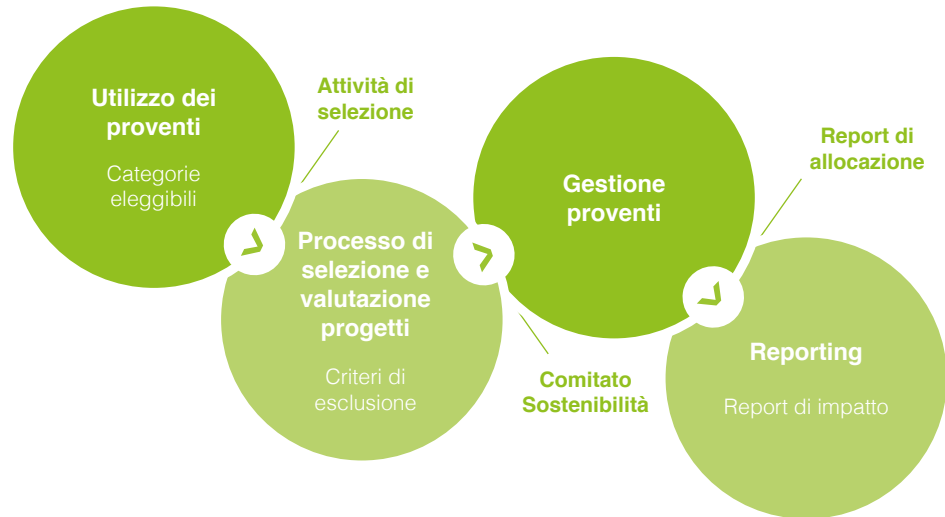 Utilizzo dei
proventi
Categorie
eleggibili
Attività di
selezione
Processo di
selezione e
valutazione
progetti
Criteri di
esclusione
Comitato
Sostenibilità
Gestione
proventi
Report di
allocazione
Reporting
Report di impatto